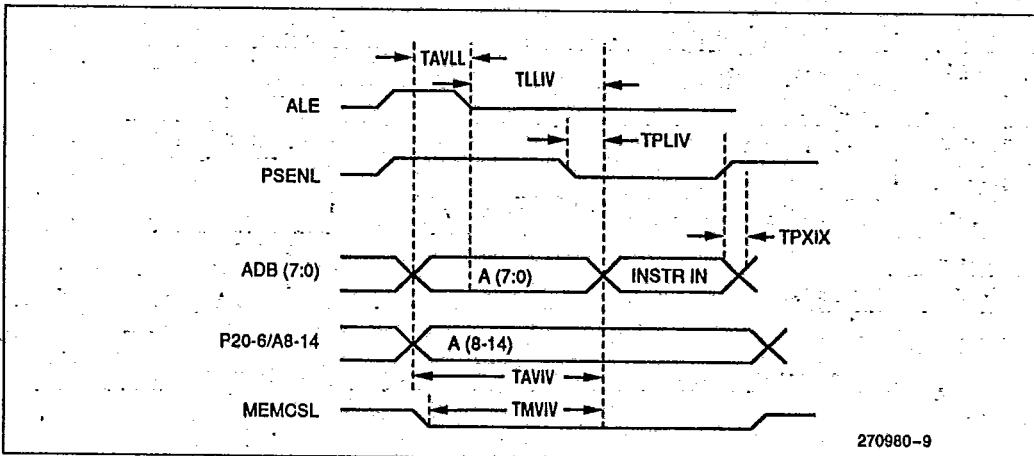 TAVLL
TLLIV
ALE
TPLIV
PSENL
TPXIX
ADB (7:0)
A (7:0)
INSTR IN
P20-6/A8-14
A (8-14)
TAVIV
MEMCSL
TMVIV
270980-9